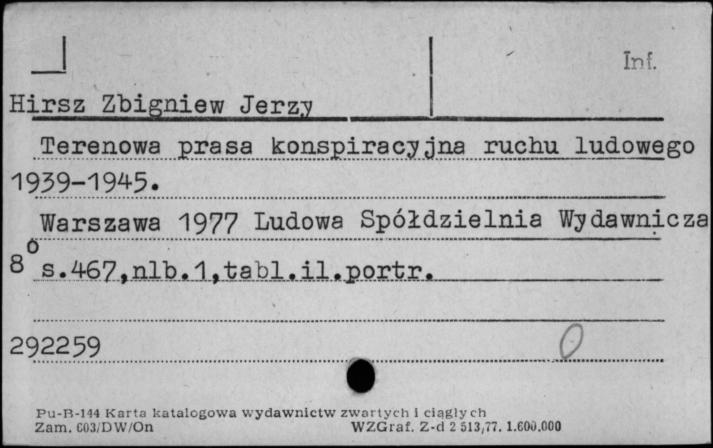 Inf.
Hirsz Zbigniew Jerzy
Terenowa prasa konspiracyjna ruchu ludowego
1939-1945.
Warszawa 1977 Ludowa Spółdzielnia Wydawnicza
8° s.467,nlb.1,tabl.il.portr.
292259 0
Pu-B-144 Karta katalogowa wydawnictw zwartych i ciągłych
Zam. 603/DW/On WZGraf. Z-d 2 513/77. 1.600.000